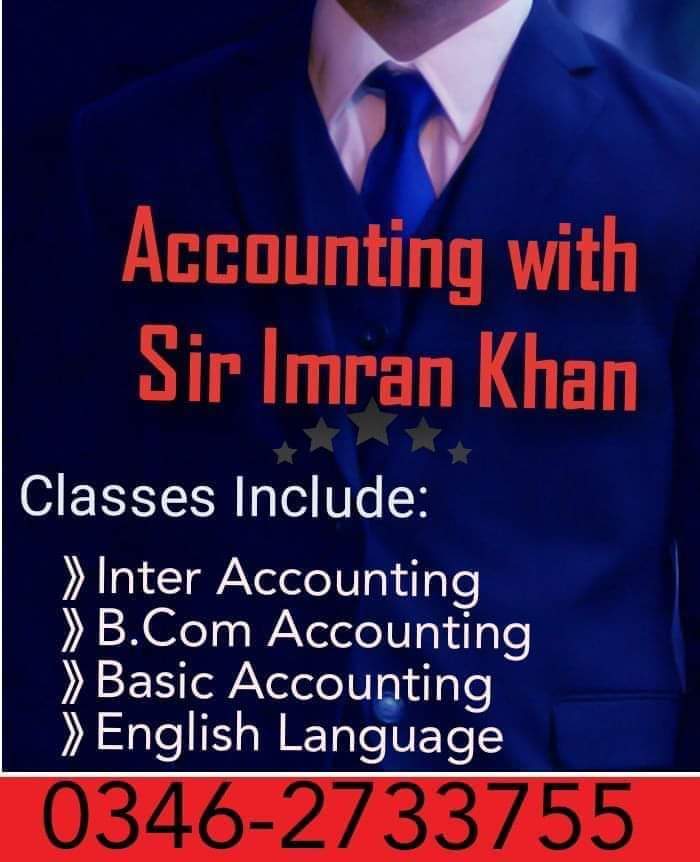 Accounting with
Sir Imran Khan
Classes Include:
⟫ Inter Accounting
⟫ B.Com Accounting
⟫ Basic Accounting
⟫ English Language
0346-2733755